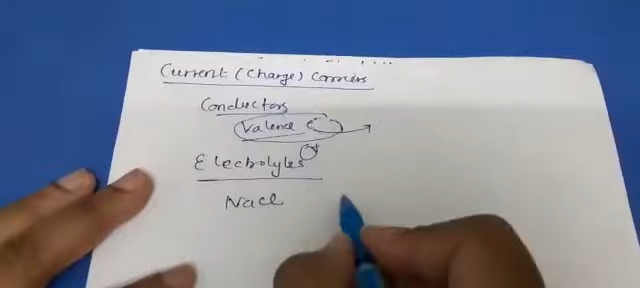 Current (Charge) Carriers
Conductors
Valence e-
Electrolytes
NaCl